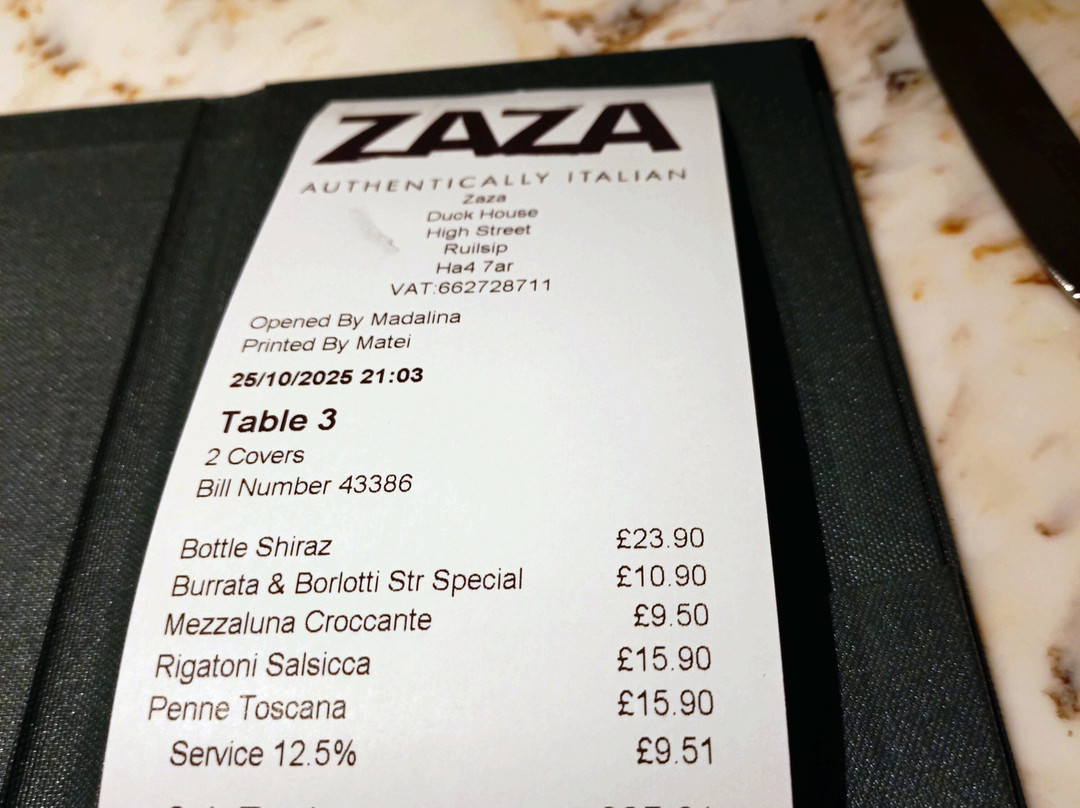 ZAZA
AUTHENTICALLY ITALIAN
Zaza
Duck House
High Street
Ruilsip
Ha4 7ar
VAT:662728711
Opened By Madalina
Printed By Matei
25/10/2025 21:03
Table 3
2 Covers
Bill Number 43386
Bottle Shiraz £23.90
Burrata & Borlotti Str Special £10.90
Mezzaluna Croccante £9.50
Rigatoni Salsicca £15.90
Penne Toscana £15.90
Service 12.5% £9.51